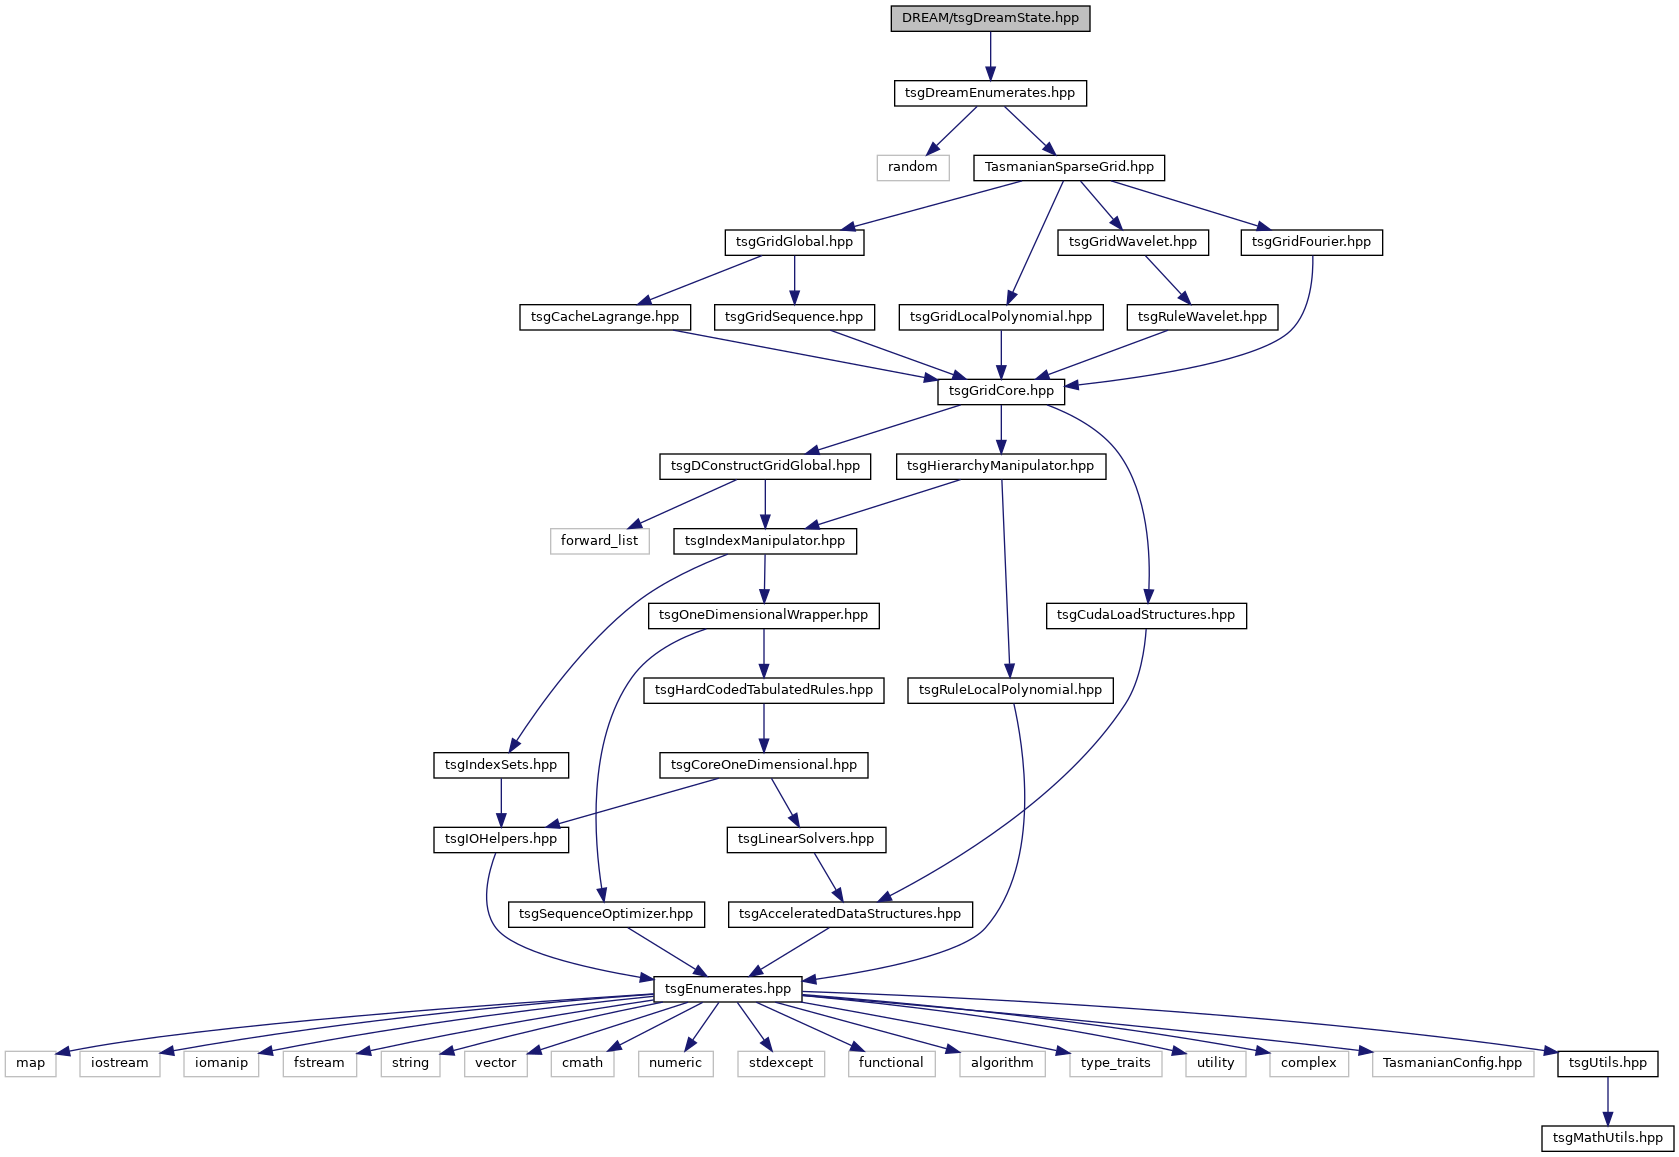 DREAM/tsgDreamState.hpp
tsgDreamEnumerates.hpp
random
TasmanianSparseGrid.hpp
tsgGridGlobal.hpp
tsgGridWavelet.hpp
tsgGridFourier.hpp
tsgCacheLagrange.hpp
tsgGridSequence.hpp
tsgGridLocalPolynomial.hpp
tsgRuleWavelet.hpp
tsgGridCore.hpp
tsgDConstructGridGlobal.hpp
tsgHierarchyManipulator.hpp
forward_list
tsgIndexManipulator.hpp
tsgOneDimensionalWrapper.hpp
tsgCudaLoadStructures.hpp
tsgHardCodedTabulatedRules.hpp
tsgRuleLocalPolynomial.hpp
tsgIndexSets.hpp
tsgCoreOneDimensional.hpp
tsgIOHelpers.hpp
tsgLinearSolvers.hpp
tsgSequenceOptimizer.hpp
tsgAcceleratedDataStructures.hpp
tsgEnumerates.hpp
map
iostream
iomanip
fstream
string
vector
cmath
numeric
stdexcept
functional
algorithm
type_traits
utility
complex
TasmanianConfig.hpp
tsgUtils.hpp
tsgMathUtils.hpp